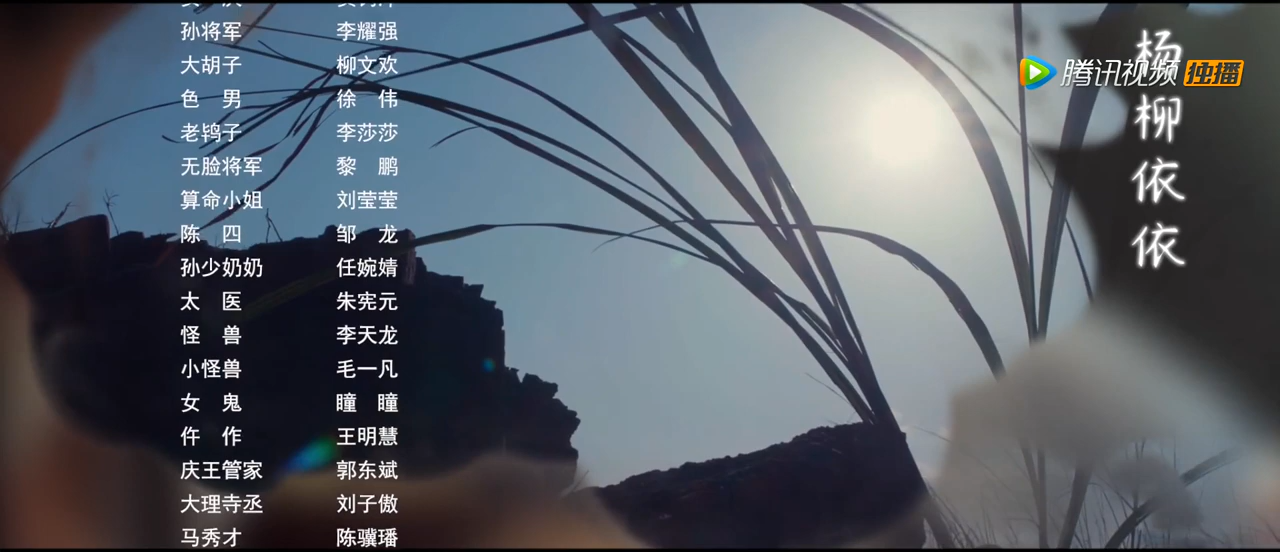 孙将军 李耀强
大胡子 柳文欢
色 男 徐 伟
老鸨子 李莎莎
无脸将军 黎 鹏
算命小姐 刘莹莹
陈 四 邹 龙
孙少奶奶 任婉婧
太 医 朱宪元
怪 兽 李天龙
小怪兽 毛一凡
女 鬼 瞳 瞳
仵 作 王明慧
庆王管家 郭东斌
大理寺丞 刘子傲
马秀才 陈骥璠
杨柳依依
腾讯视频 独播